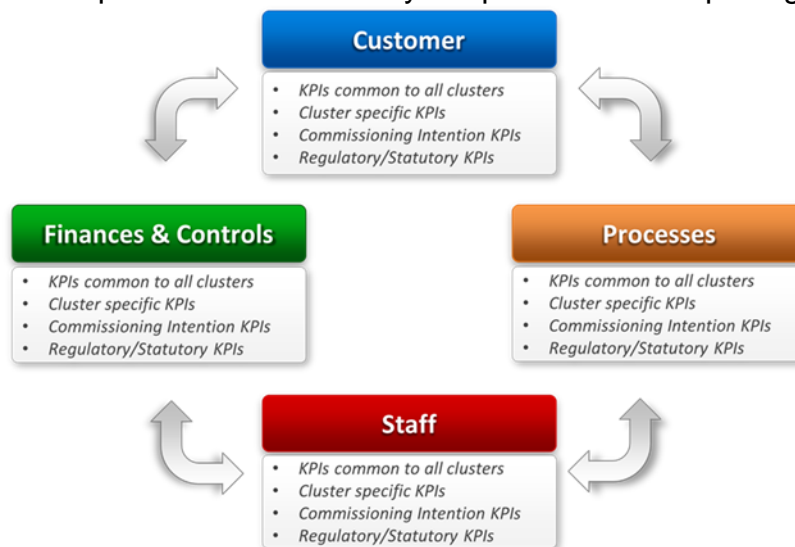 Customer
• KPIs common to all clusters
• Cluster specific KPIs
• Commissioning Intention KPIs
• Regulatory/Statutory KPIs
Finances & Controls
• KPIs common to all clusters
• Cluster specific KPIs
• Commissioning Intention KPIs
• Regulatory/Statutory KPIs
Processes
• KPIs common to all clusters
• Cluster specific KPIs
• Commissioning Intention KPIs
• Regulatory/Statutory KPIs
Staff
• KPIs common to all clusters
• Cluster specific KPIs
• Commissioning Intention KPIs
• Regulatory/Statutory KPIs